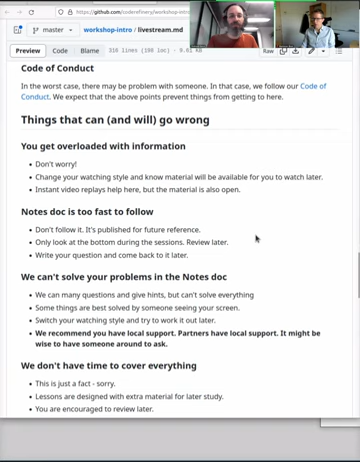 https://github.com/coderefinery/workshop-intro
master
workshop-intro / livestream.md
Preview
Code
Blame
316 lines (198 loc)
Raw
Code of Conduct
In the worst case, there may be problem with someone. In that case, we follow our Code of
Conduct. We expect that the above points prevent things from getting to here.
Things that can (and will) go wrong
You get overloaded with information
• Don't worry!
• Change your watching style and know material will be available for you to watch later.
• Instant video replays help here, but the material is also open.
Notes doc is too fast to follow
• Don't follow it. It's published for future reference.
• Only look at the bottom during the sessions. Review later.
• Write your question and come back to it later.
We can't solve your problems in the Notes doc
• We can many questions and give hints, but can't solve everything
• Some things are best solved by someone seeing your screen.
• Switch your watching style and try to work it out later.
• We recommend you have local support. Partners have local support. It might be
wise to have someone around to ask.
We don't have time to cover everything
• This is just a fact - sorry.
• Lessons are designed with extra material for later study.
• You are encouraged to review later.